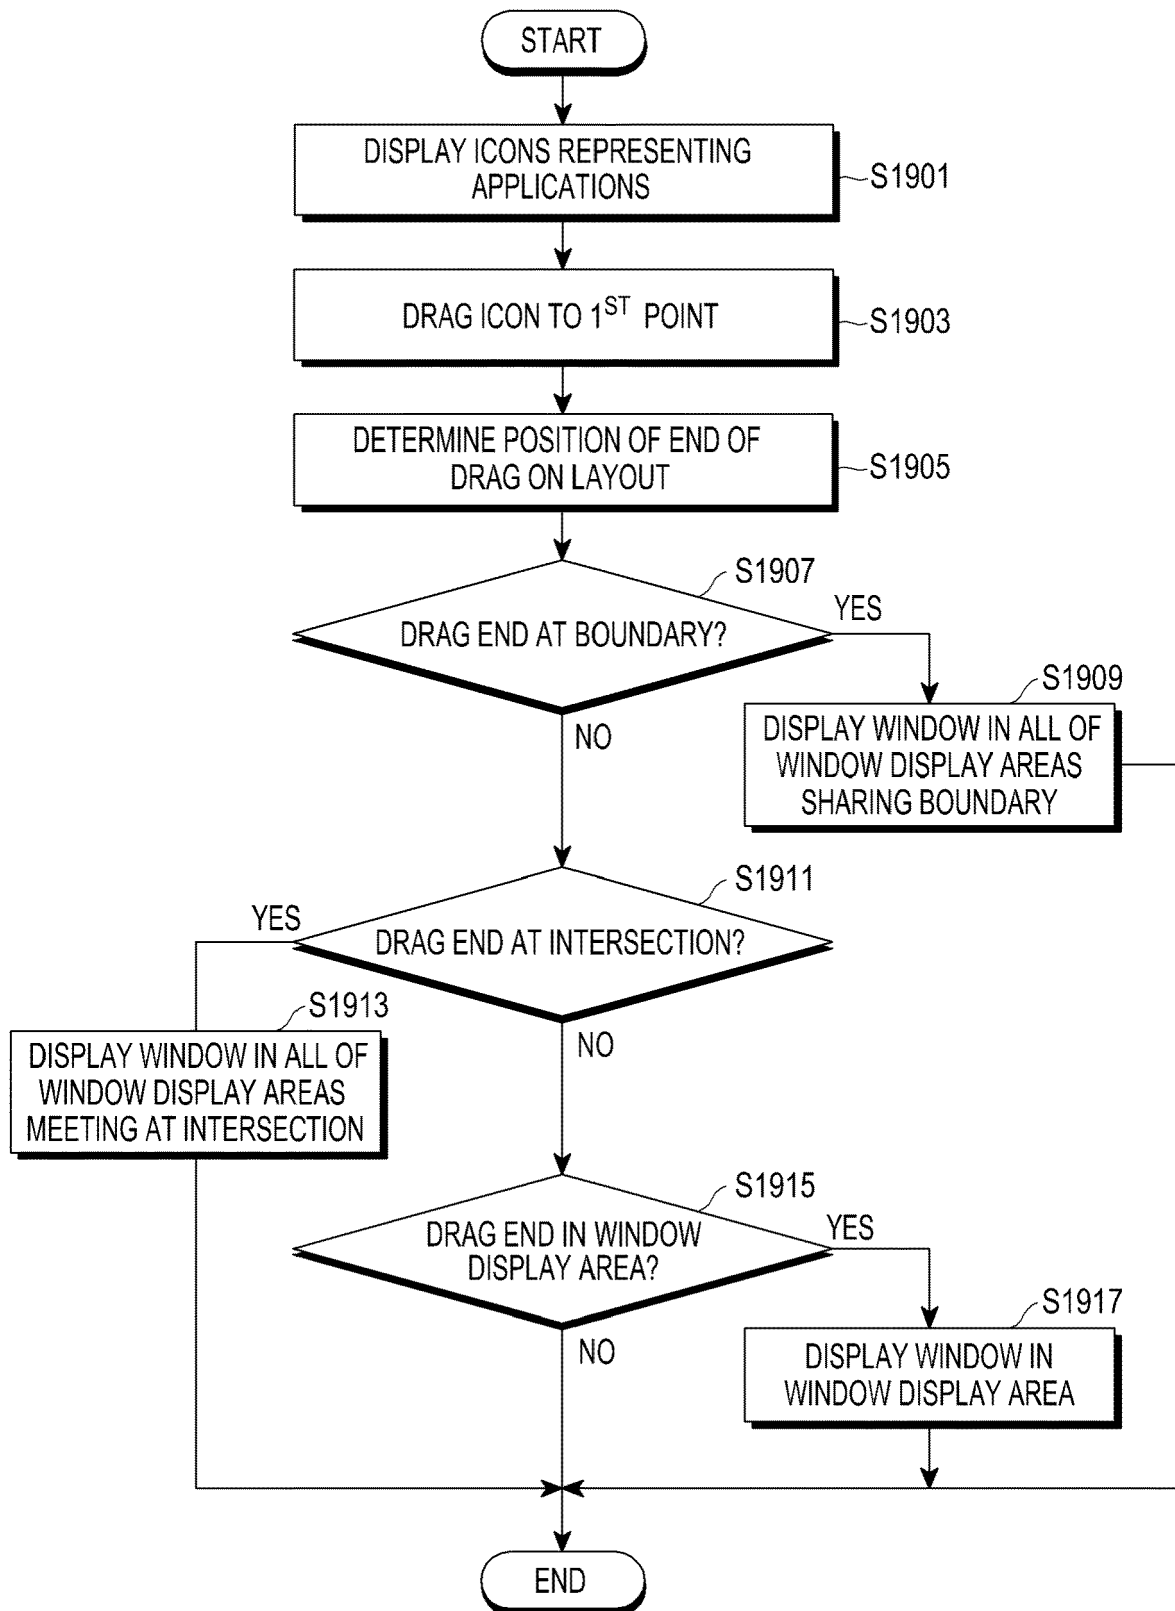 START
DISPLAY ICONS REPRESENTING
APPLICATIONS
S1901
DRAG ICON TO 1ST POINT
S1903
DETERMINE POSITION OF END OF
DRAG ON LAYOUT
S1905
S1907
DRAG END AT BOUNDARY?
YES
NO
S1909
DISPLAY WINDOW IN ALL OF
WINDOW DISPLAY AREAS
SHARING BOUNDARY
S1911
DRAG END AT INTERSECTION?
YES
NO
S1913
DISPLAY WINDOW IN ALL OF
WINDOW DISPLAY AREAS
MEETING AT INTERSECTION
S1915
DRAG END IN WINDOW
DISPLAY AREA?
YES
NO
S1917
DISPLAY WINDOW IN
WINDOW DISPLAY AREA
END